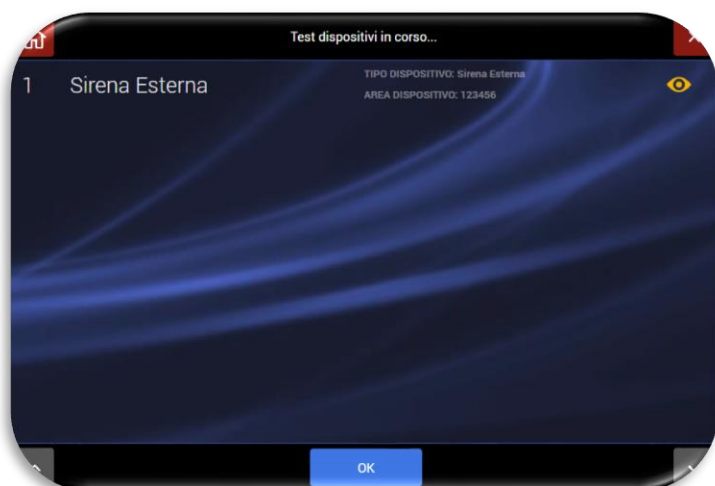 Test dispositivi in corso...
1 Sirena Esterna
TIPO DISPOSITIVO: Sirena Esterna
AREA DISPOSITIVO: 123456
OK